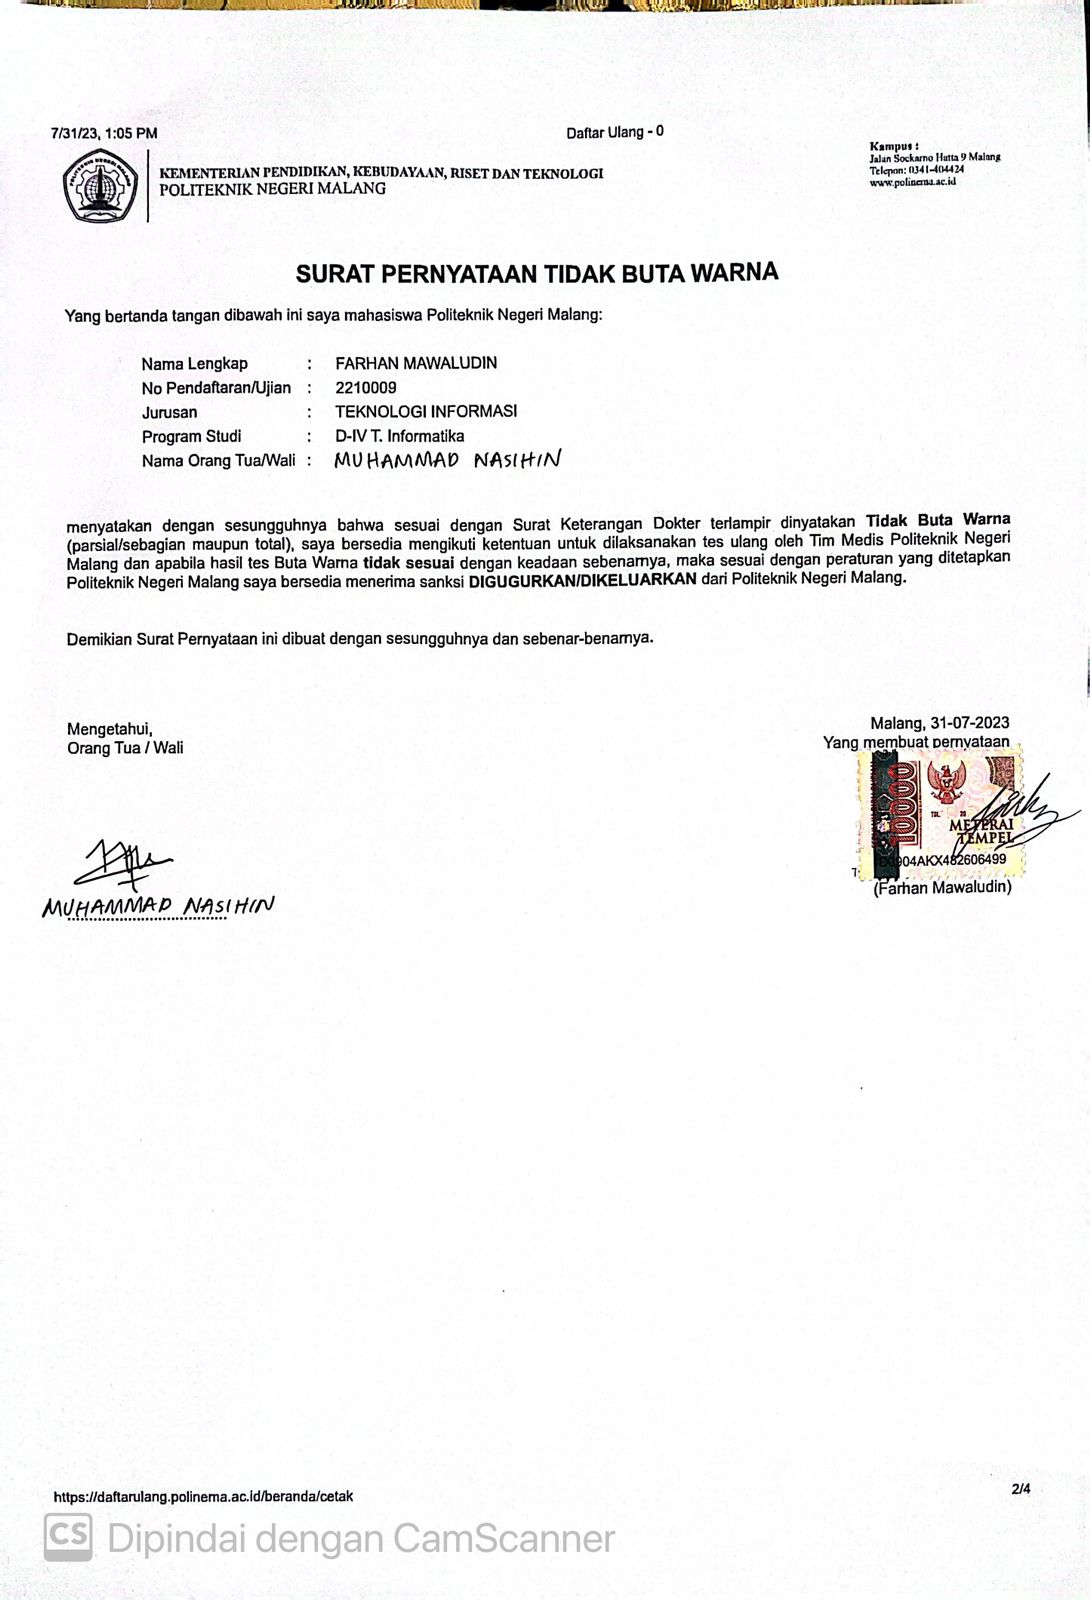 7/31/23, 1:05 PM
Daftar Ulang - 0
POLITEKNIK NEGERI MALANG
KEMENTERIAN PENDIDIKAN, KEBUDAYAAN, RISET DAN TEKNOLOGI
POLITEKNIK NEGERI MALANG
Kampus :
Jalan Soekarno Hatta 9 Malang
Telepon: 0341-404424
www.polinema.ac.id
SURAT PERNYATAAN TIDAK BUTA WARNA
Yang bertanda tangan dibawah ini saya mahasiswa Politeknik Negeri Malang:
Nama Lengkap : FARHAN MAWALUDIN
No Pendaftaran/Ujian : 2210009
Jurusan : TEKNOLOGI INFORMASI
Program Studi : D-IV T. Informatika
Nama Orang Tua/Wali : MUHAMMAD NASIHIN
menyatakan dengan sesungguhnya bahwa sesuai dengan Surat Keterangan Dokter terlampir dinyatakan Tidak Buta Warna
(parsial/sebagian maupun total), saya bersedia mengikuti ketentuan untuk dilaksanakan tes ulang oleh Tim Medis Politeknik Negeri
Malang dan apabila hasil tes Buta Warna tidak sesuai dengan keadaan sebenarnya, maka sesuai dengan peraturan yang ditetapkan
Politeknik Negeri Malang saya bersedia menerima sanksi DIGUGURKAN/DIKELUARKAN dari Politeknik Negeri Malang.
Demikian Surat Pernyataan ini dibuat dengan sesungguhnya dan sebenar-benarnya.
Mengetahui,
Orang Tua / Wali
MUHAMMAD NASIHIN
Malang, 31-07-2023
Yang membuat pernyataan
10000
TGL. 20
METERAI
TEMPEL
04AKX482606499
(Farhan Mawaludin)
https://daftarulang.polinema.ac.id/beranda/cetak
2/4
CS Dipindai dengan CamScanner